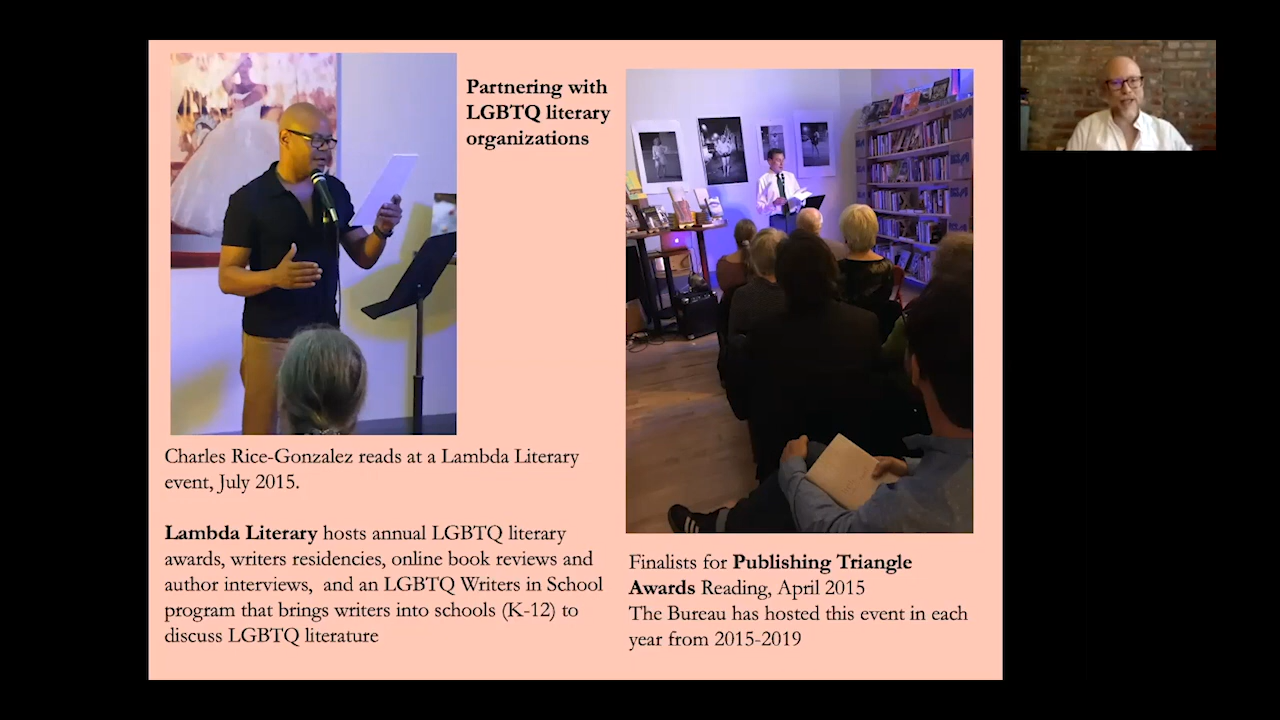 Partnering with
LGBTQ literary
organizations
Charles Rice-Gonzalez reads at a Lambda Literary
event, July 2015.
Lambda Literary hosts annual LGBTQ literary
awards, writers residencies, online book reviews and
author interviews, and an LGBTQ Writers in School
program that brings writers into schools (K-12) to
discuss LGBTQ literature
Finalists for Publishing Triangle
Awards Reading, April 2015
The Bureau has hosted this event in each
year from 2015-2019